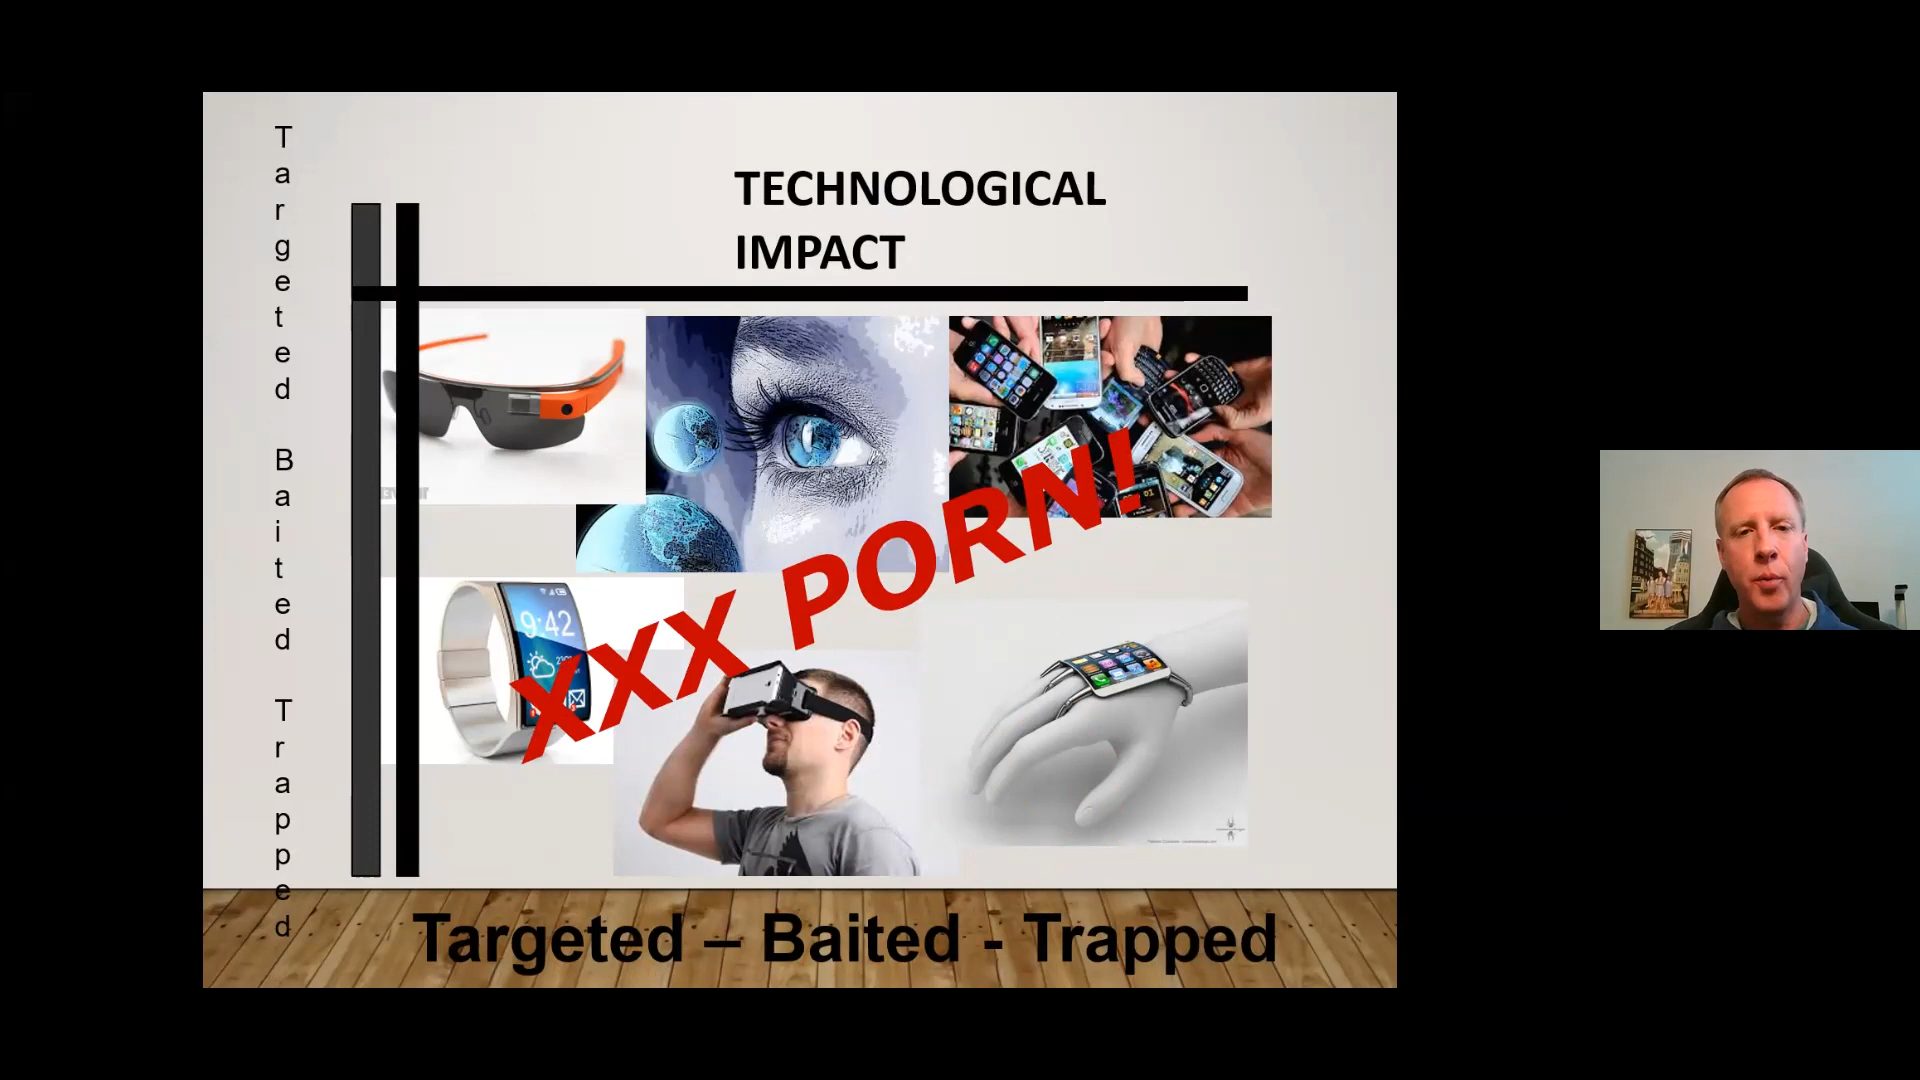 TECHNOLOGICAL
IMPACT
Targeted Baited Trapped
9:42
XXX PORN!
Targeted – Baited - Trapped